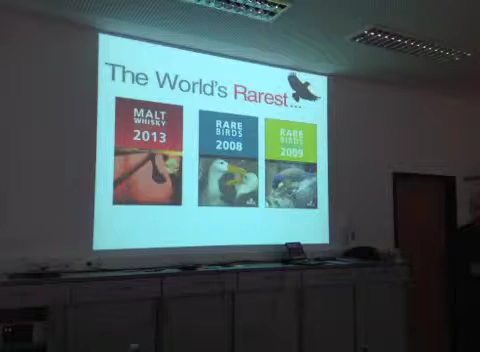 The World's Rarest...
MALT
WHISKY
2013
RARE
BIRDS
2008
RARE
BIRDS
2009